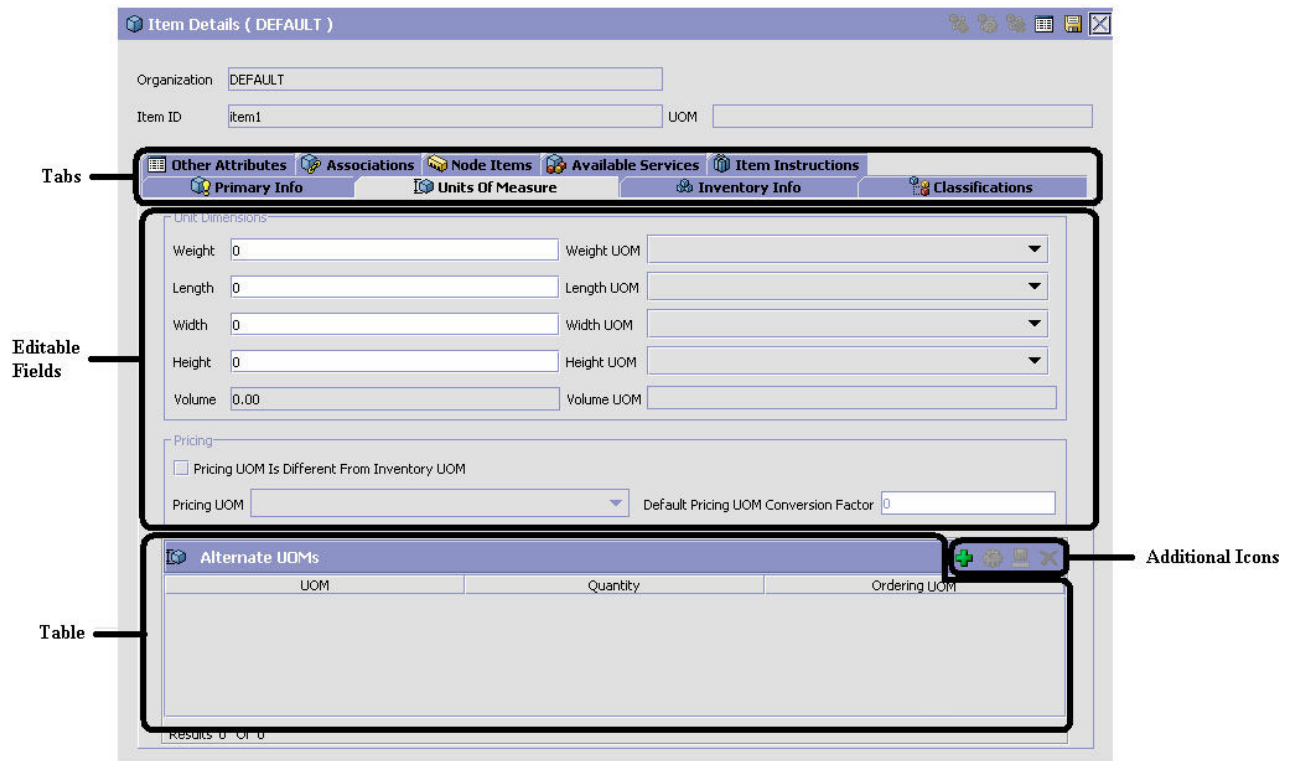 Item Details ( DEFAULT )
Organization DEFAULT
Item ID item1 UOM
Tabs
Other Attributes Associations Node Items Available Services Item Instructions
Primary Info Units Of Measure Inventory Info Classifications
Editable
Fields
Unit Dimensions
Weight 0 Weight UOM
Length 0 Length UOM
Width 0 Width UOM
Height 0 Height UOM
Volume 0.00 Volume UOM
Pricing
Pricing UOM Is Different From Inventory UOM
Pricing UOM Default Pricing UOM Conversion Factor 0
Alternate UOMs
Additional Icons
UOM Quantity Ordering UOM
Table
Results 0 Of 0